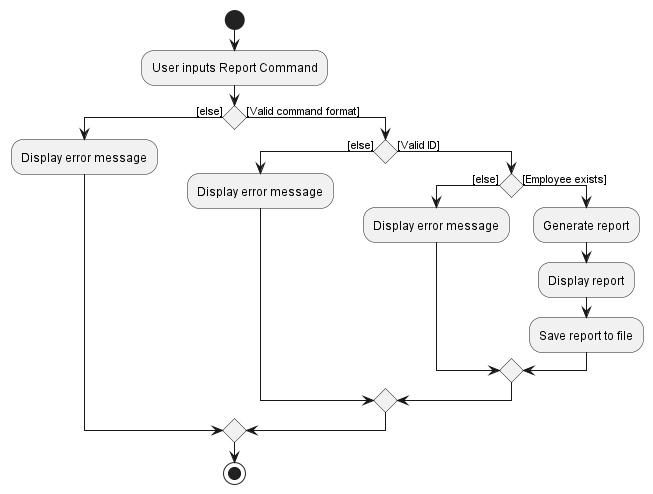 User inputs Report Command
[else]
[Valid command format]
Display error message
[else]
[Valid ID]
Display error message
[else]
[Employee exists]
Display error message
Generate report
Display report
Save report to file